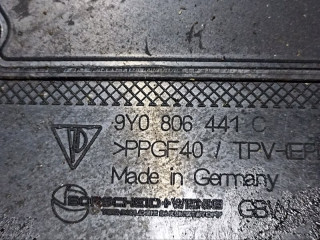 9Y0 806 441 C
>PPGF40 / TPV-(EP
Made in Germany
BORSCHEID+WENIG